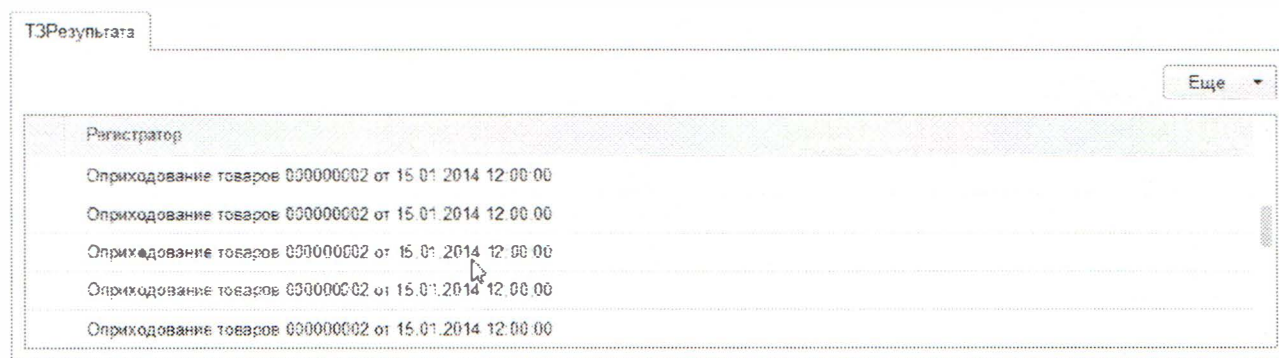 ТЗРезультата
Еще
Регистратор
Оприходование товаров 000000002 от 15.01.2014 12:00:00
Оприходование товаров 000000002 от 15.01.2014 12:00:00
Оприходование товаров 000000002 от 15.01.2014 12:00:00
Оприходование товаров 000000002 от 15.01.2014 12:00:00
Оприходование товаров 000000002 от 15.01.2014 12:00:00